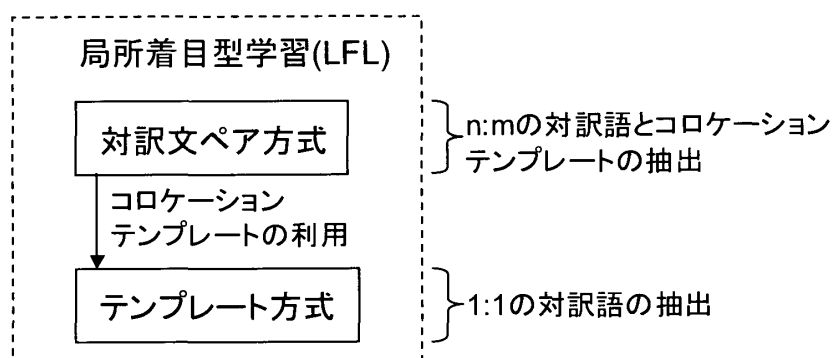 局所着目型学習(LFL)
対訳文ペア方式
n:mの対訳語とコロケーション
テンプレートの抽出
コロケーション
テンプレートの利用
テンプレート方式
1:1の対訳語の抽出